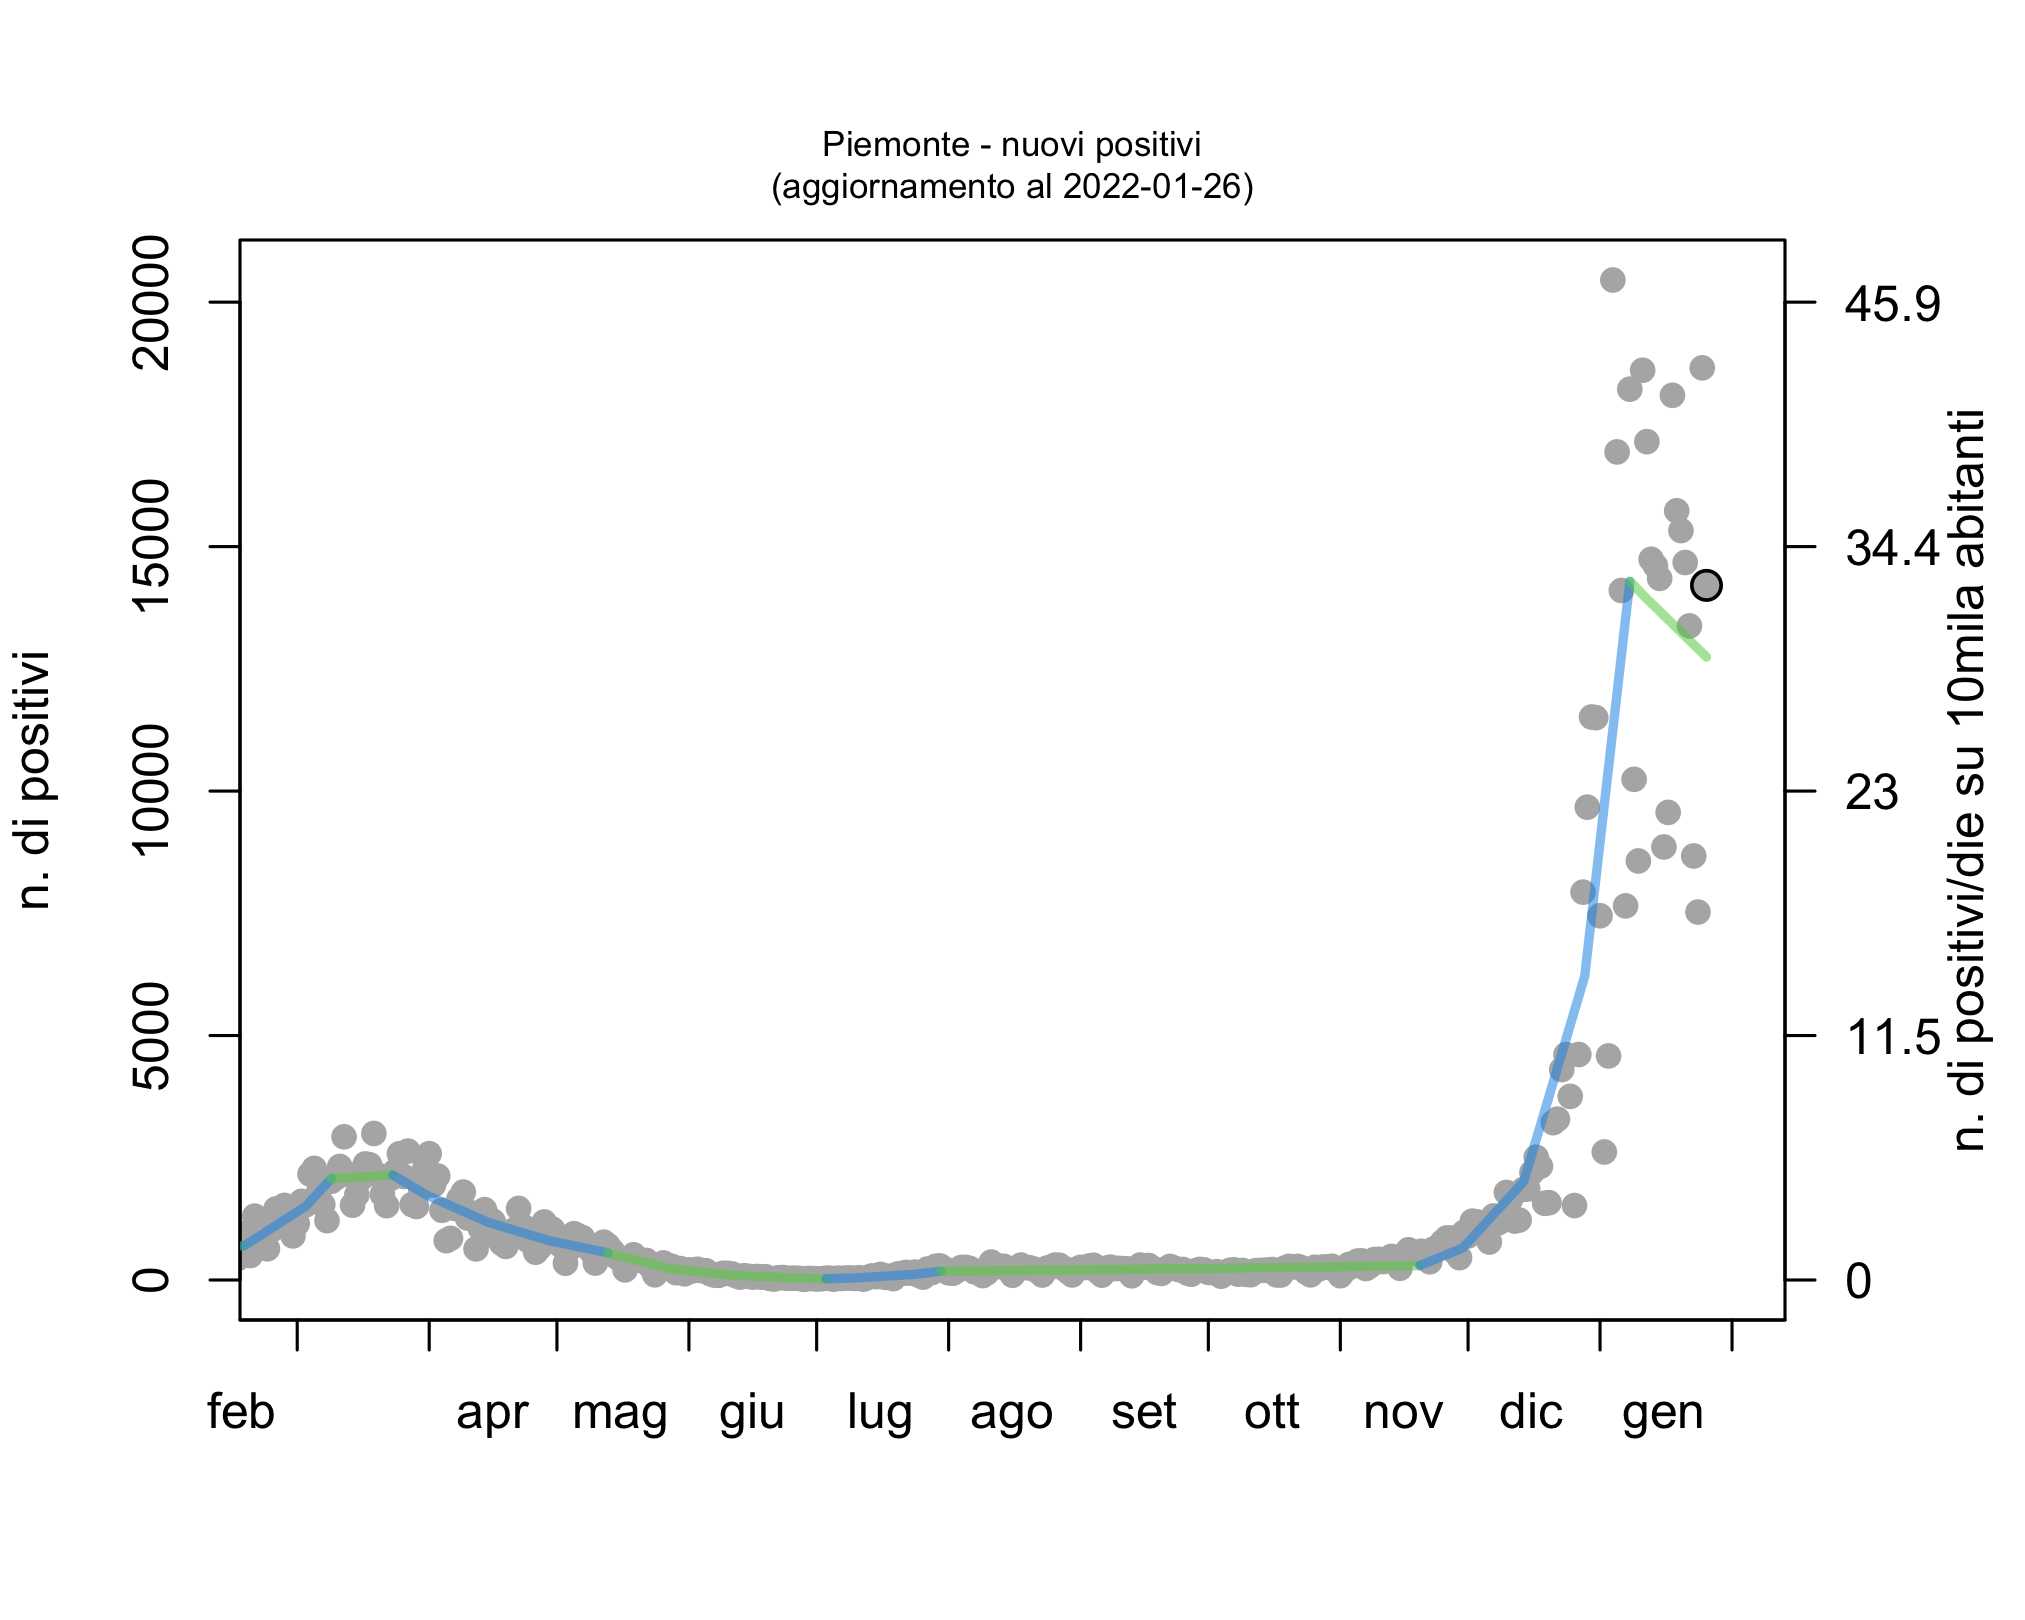 Piemonte - nuovi positivi
(aggiornamento al 2022-01-26)
n. di positivi
20000
15000
10000
5000
0
45.9
34.4
23
11.5
0
n. di positivi/die su 10mila abitanti
feb apr mag giu lug ago set ott nov dic gen